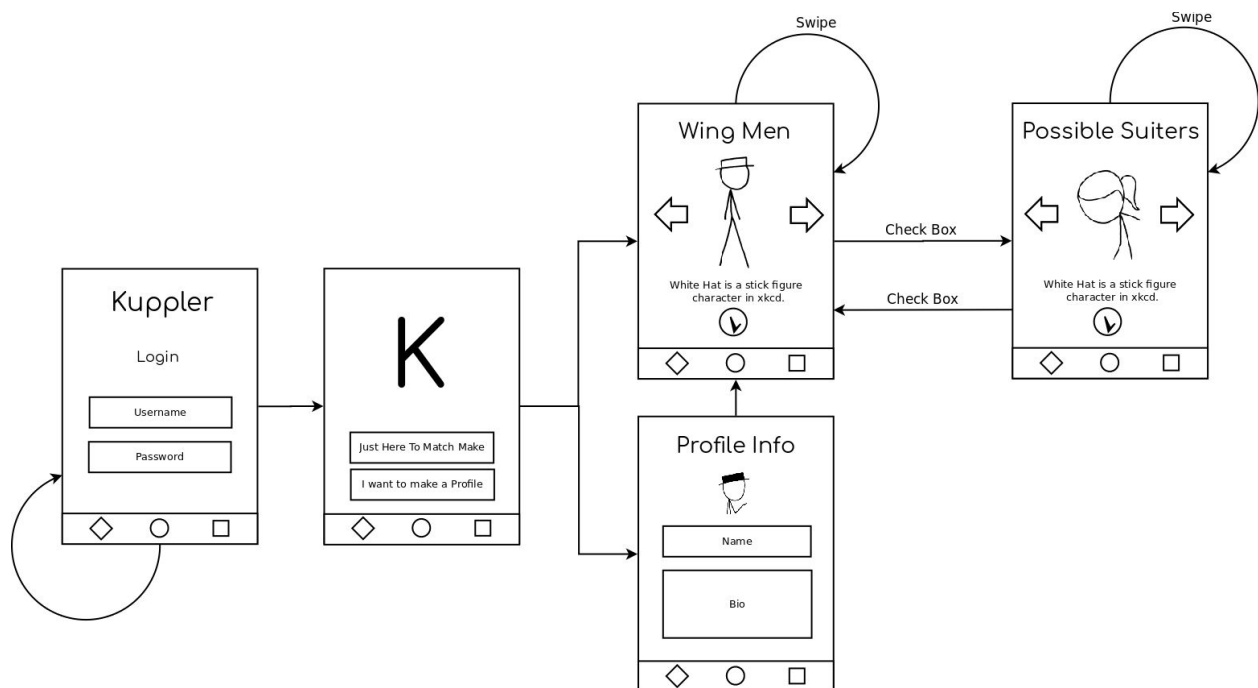 Kuppler
Login
Username
Password
K
Just Here To Match Make
I want to make a Profile
Swipe
Wing Men
White Hat is a stick figure
character in xkcd.
Check Box
Check Box
Swipe
Possible Suiters
White Hat is a stick figure
character in xkcd.
Profile Info
Name
Bio